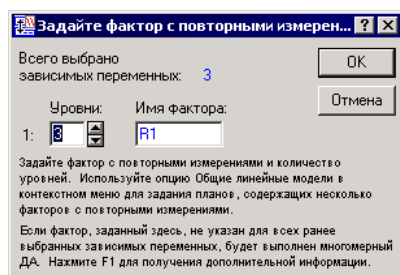 Задайте фактор с повторными измерен...
Всего выбрано
зависимых переменных: 3
OK
Отмена
Уровни: Имя фактора:
1: 3 R1
Задайте фактор с повторными измерениями и количество
уровней. Используйте опцию Общие линейные модели в
контекстном меню для задания планов, содержащих несколько
факторов с повторными измерениями.
Если фактор, заданный здесь, не указан для всех ранее
выбранных зависимых переменных, будет выполнен многомерный
ДА. Нажмите F1 для получения дополнительной информации.